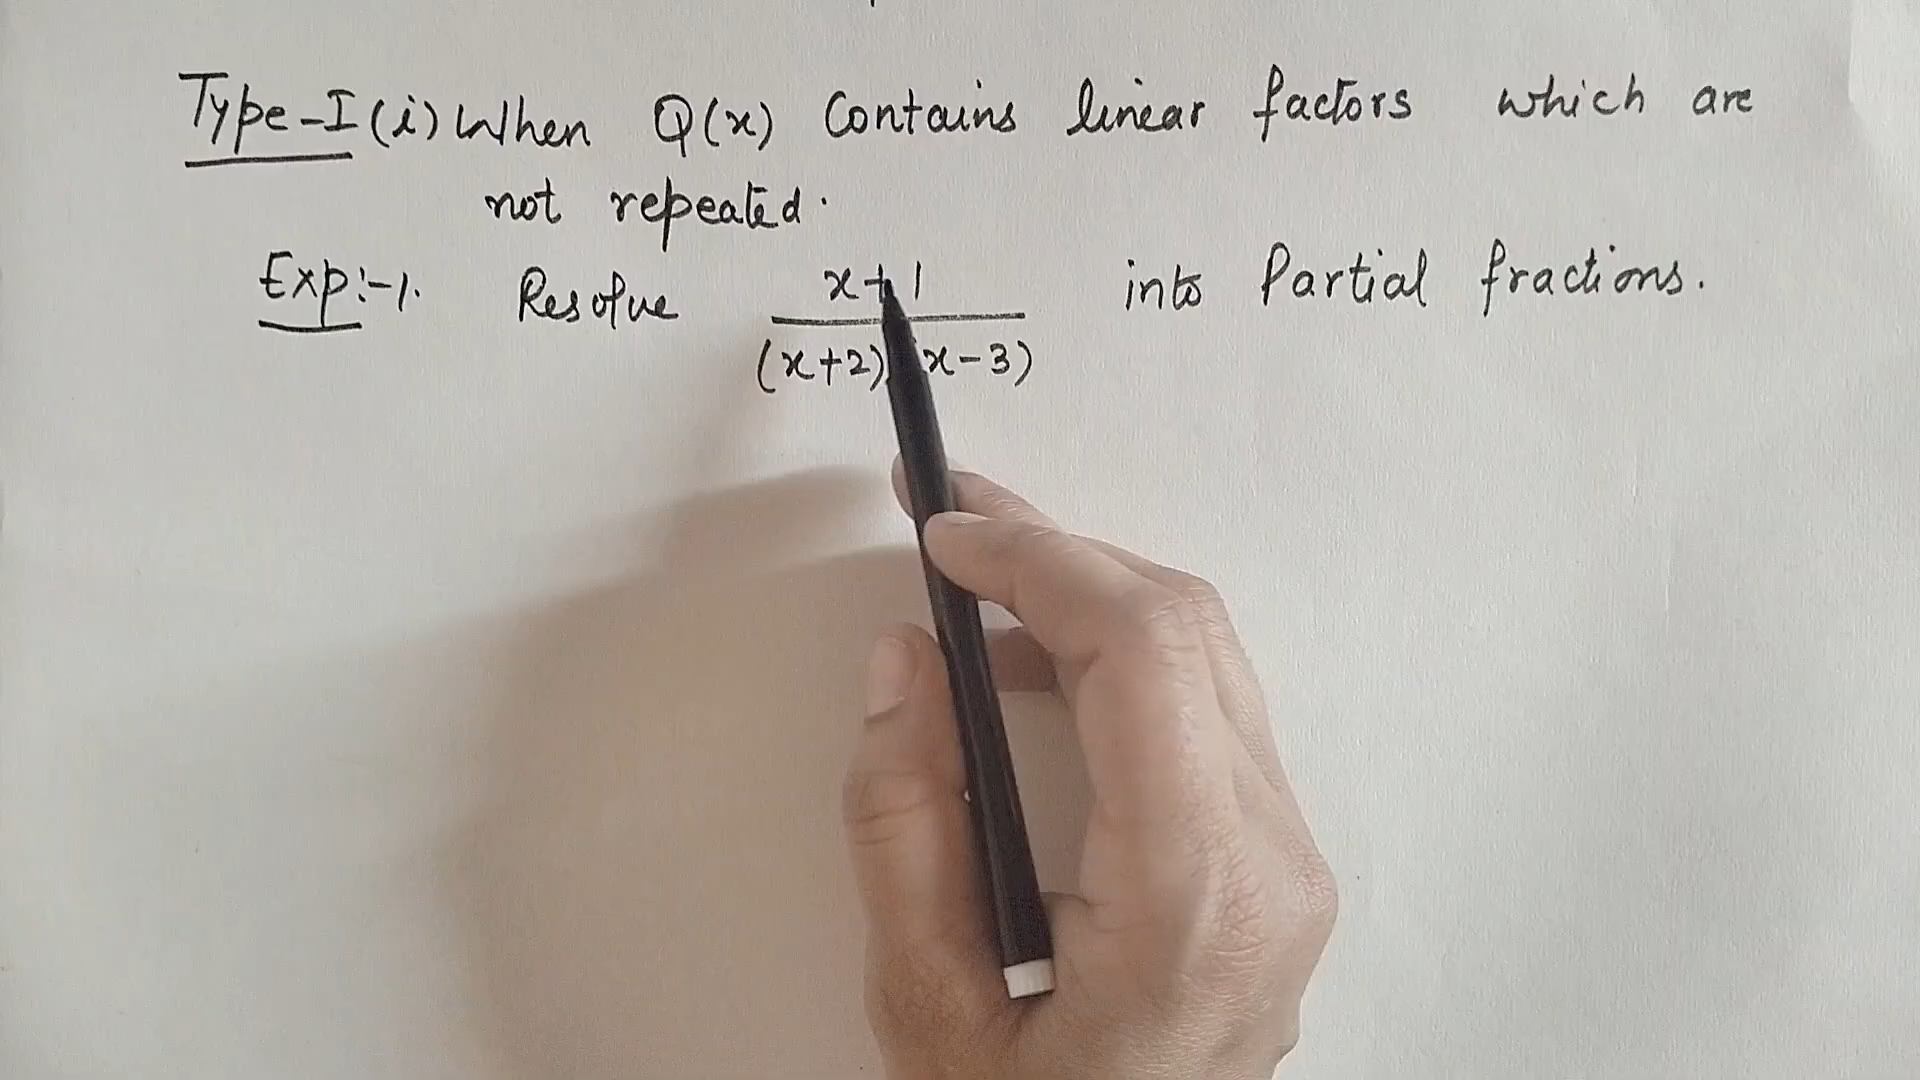 Type-I (i) When Q(x) Contains linear factors which are
not repeated.
Exp:-1. Resolve x+1 / (x+2)(x-3) into Partial fractions.